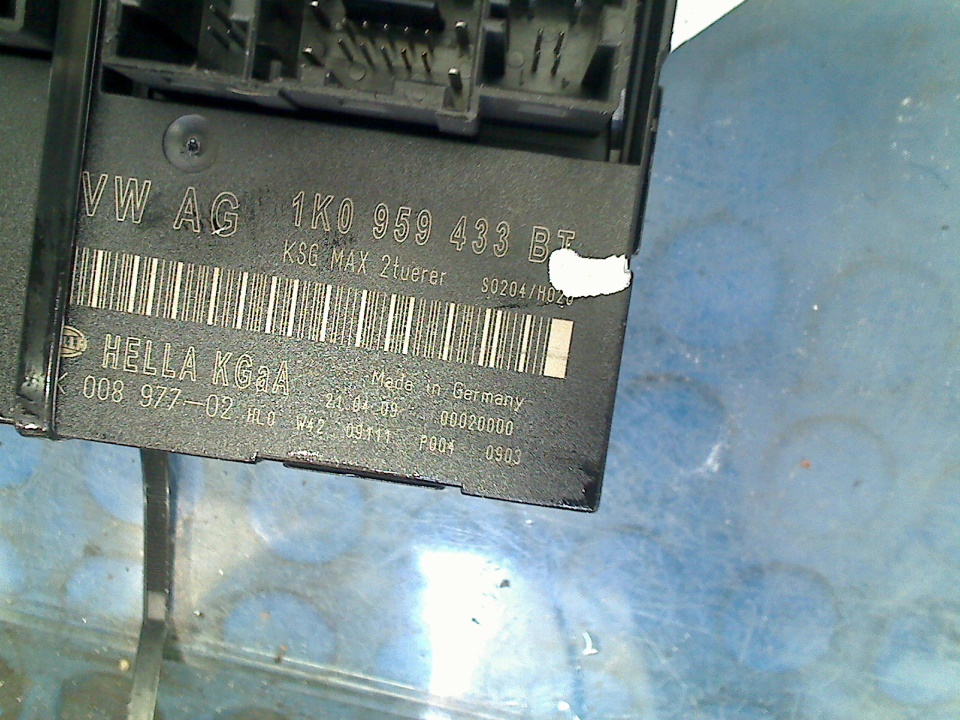 VW AG 1K0 959 433 BT
KSG MAX 2tuerer S0204/H020
HELLA KGaA Made in Germany
008 977-02 21.04.09 00020000
HLO W42 09111 P004 0903